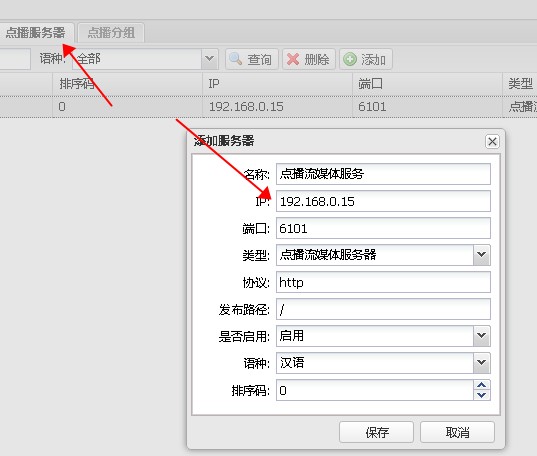 点播服务器 点播分组
语种: 全部 查询 删除 添加
排序码 IP 端口 类型
0 192.168.0.15 6101
添加服务器
名称: 点播流媒体服务
IP: 192.168.0.15
端口: 6101
类型: 点播流媒体服务器
协议: http
发布路径: /
是否启用: 启用
语种: 汉语
排序码: 0
保存 取消